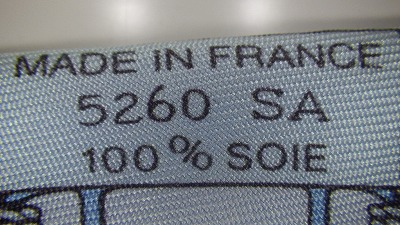 MADE IN FRANCE
5260 SA
100% SOIE